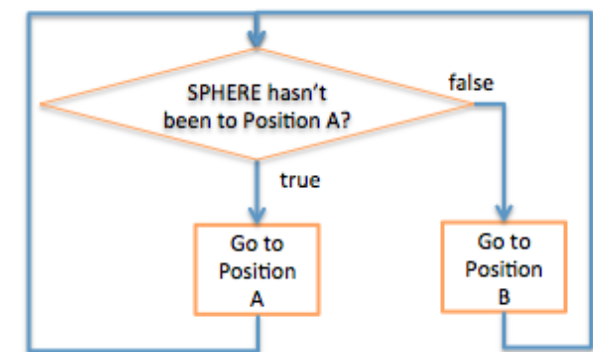 SPHERE hasn't
been to Position A?
false
true
Go to
Position
A
Go to
Position
B